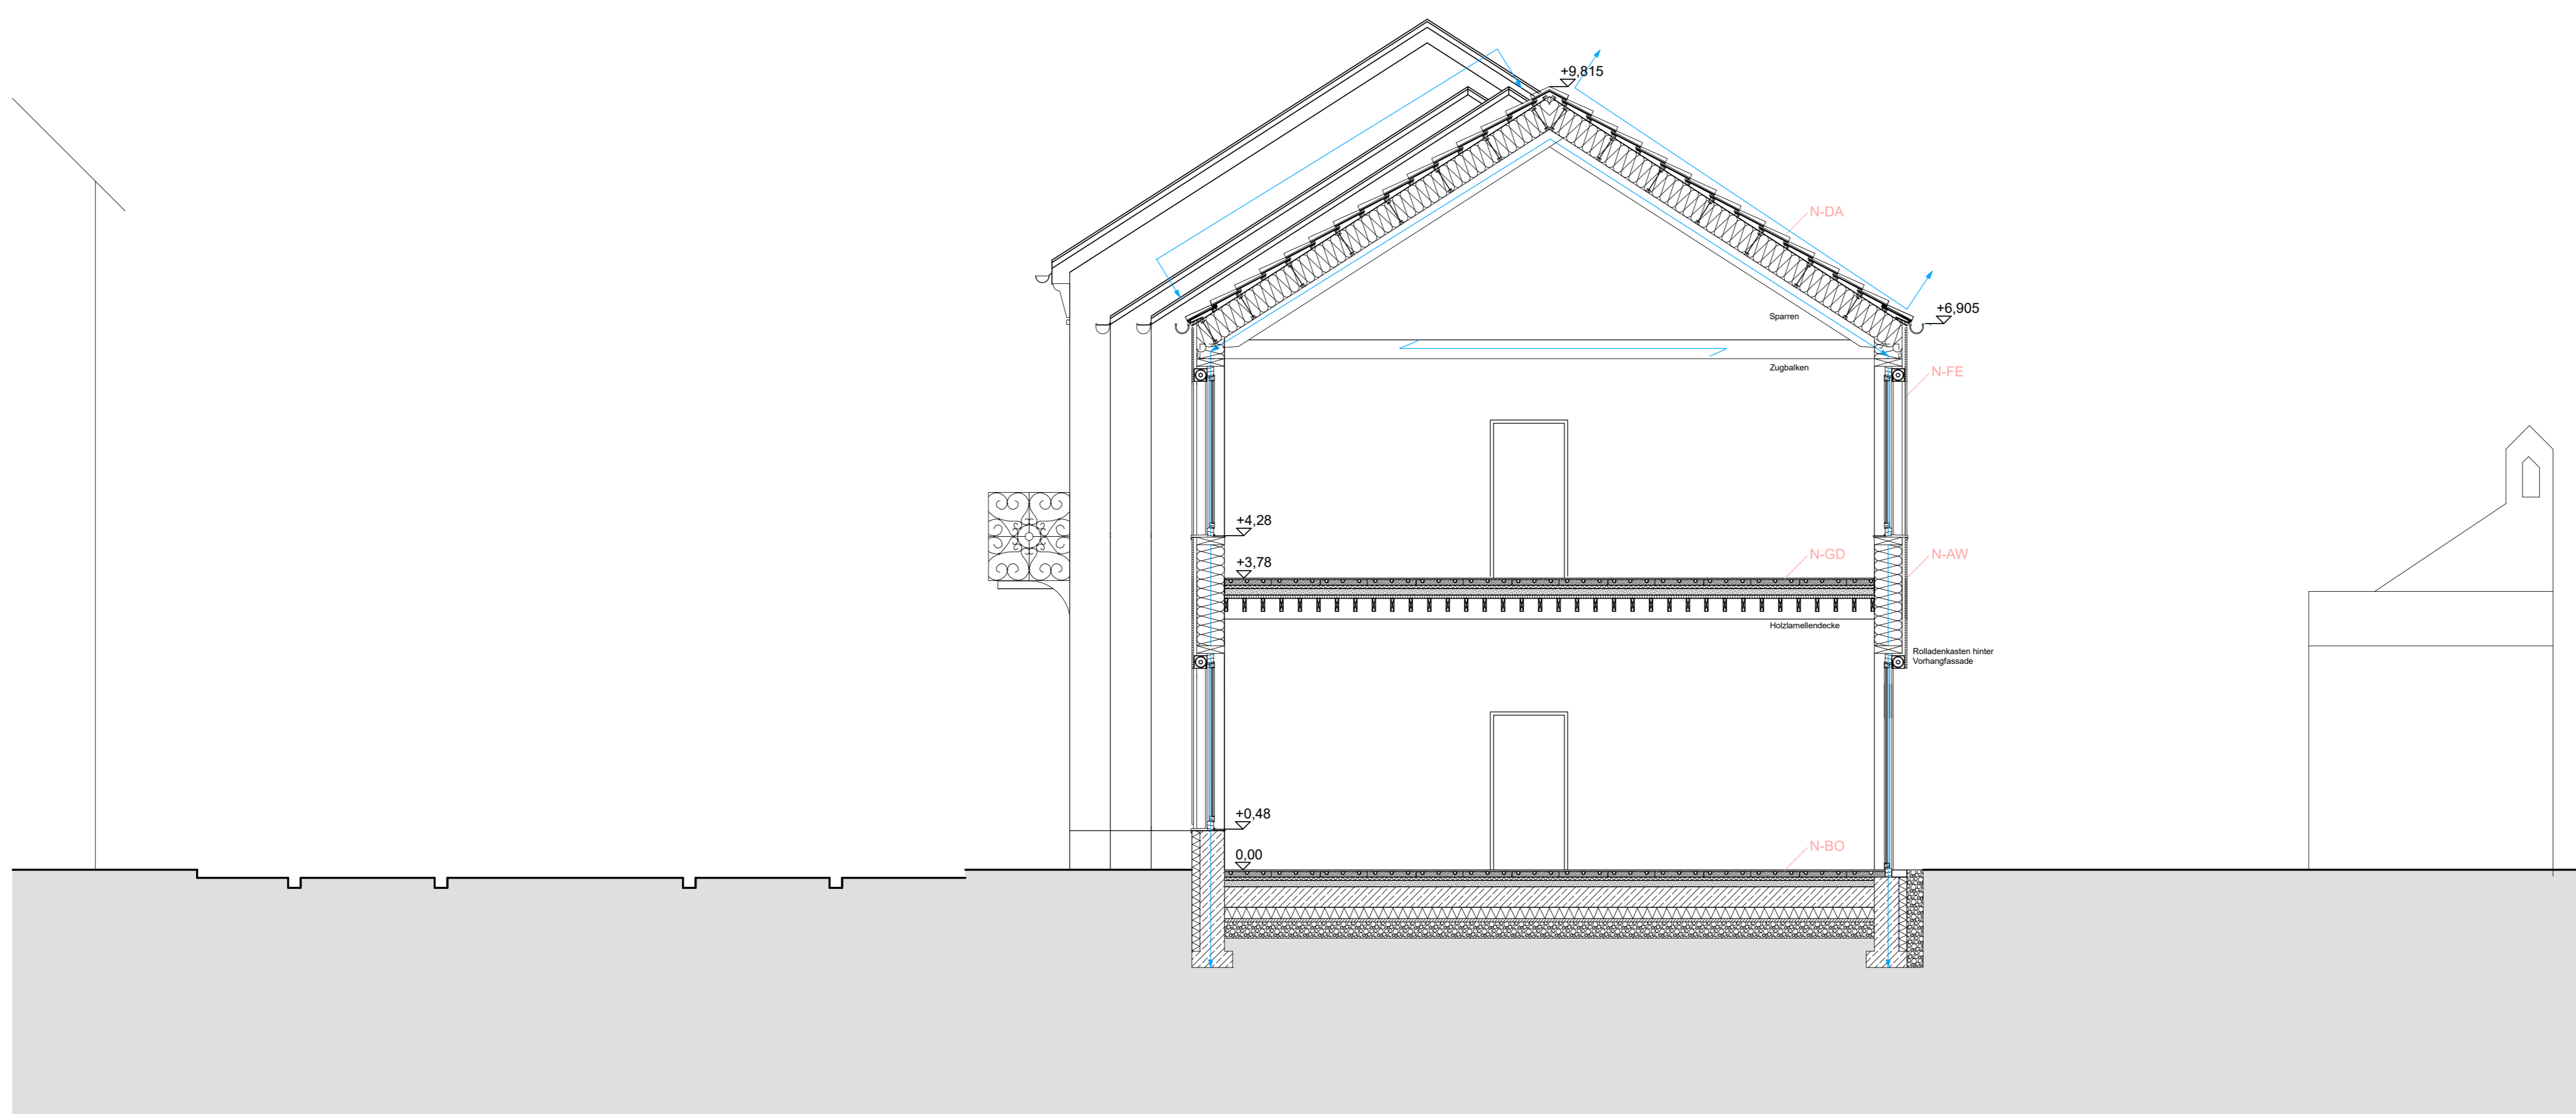 +9,815
N-DA
+6,905
Sparren
Zugbalken
N-FE
+4,28
+3,78
N-GD
N-AW
Holzlamellendecke
Rolladenkasten hinter
Vorhangfassade
+0,48
0,00
N-BO